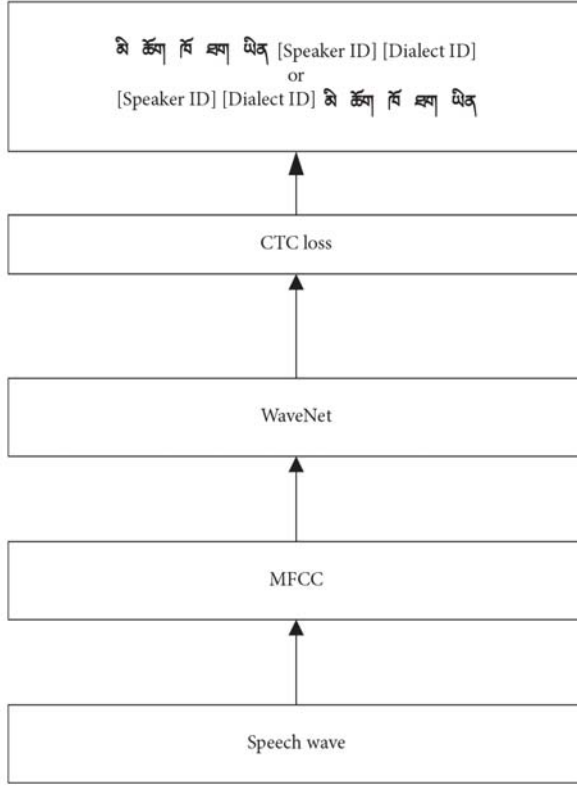 མི ཚོག ཁོ ཐག ཡིན [Speaker ID] [Dialect ID]
or
[Speaker ID] [Dialect ID] མི ཚོག ཁོ ཐག ཡིན
CTC loss
WaveNet
MFCC
Speech wave